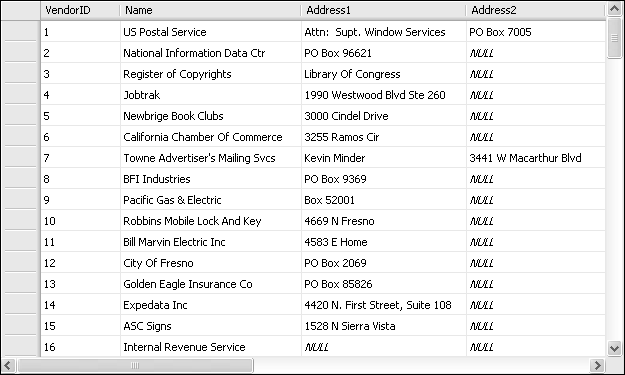 VendorID Name Address1 Address2
1 US Postal Service Attn:  Supt. Window Services PO Box 7005
2 National Information Data Ctr PO Box 96621 NULL
3 Register of Copyrights Library Of Congress NULL
4 Jobtrak 1990 Westwood Blvd Ste 260 NULL
5 Newbrige Book Clubs 3000 Cindel Drive NULL
6 California Chamber Of Commerce 3255 Ramos Cir NULL
7 Towne Advertiser's Mailing Svcs Kevin Minder 3441 W Macarthur Blvd
8 BFI Industries PO Box 9369 NULL
9 Pacific Gas & Electric Box 52001 NULL
10 Robbins Mobile Lock And Key 4669 N Fresno NULL
11 Bill Marvin Electric Inc 4583 E Home NULL
12 City Of Fresno PO Box 2069 NULL
13 Golden Eagle Insurance Co PO Box 85826 NULL
14 Expedata Inc 4420 N. First Street, Suite 108 NULL
15 ASC Signs 1528 N Sierra Vista NULL
16 Internal Revenue Service NULL NULL